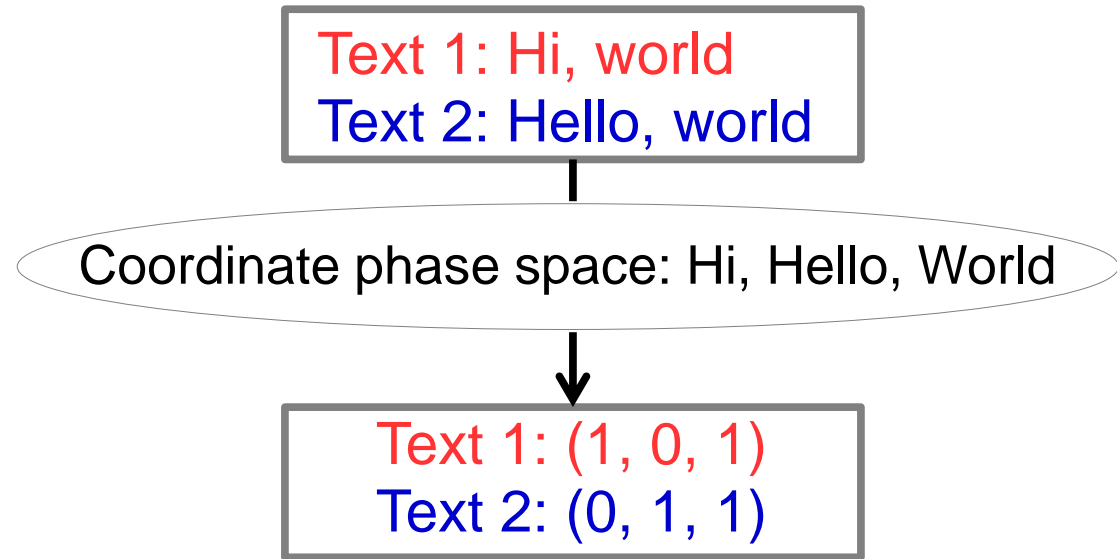 Text 1: Hi, world
Text 2: Hello, world
Coordinate phase space: Hi, Hello, World
Text 1: (1, 0, 1)
Text 2: (0, 1, 1)